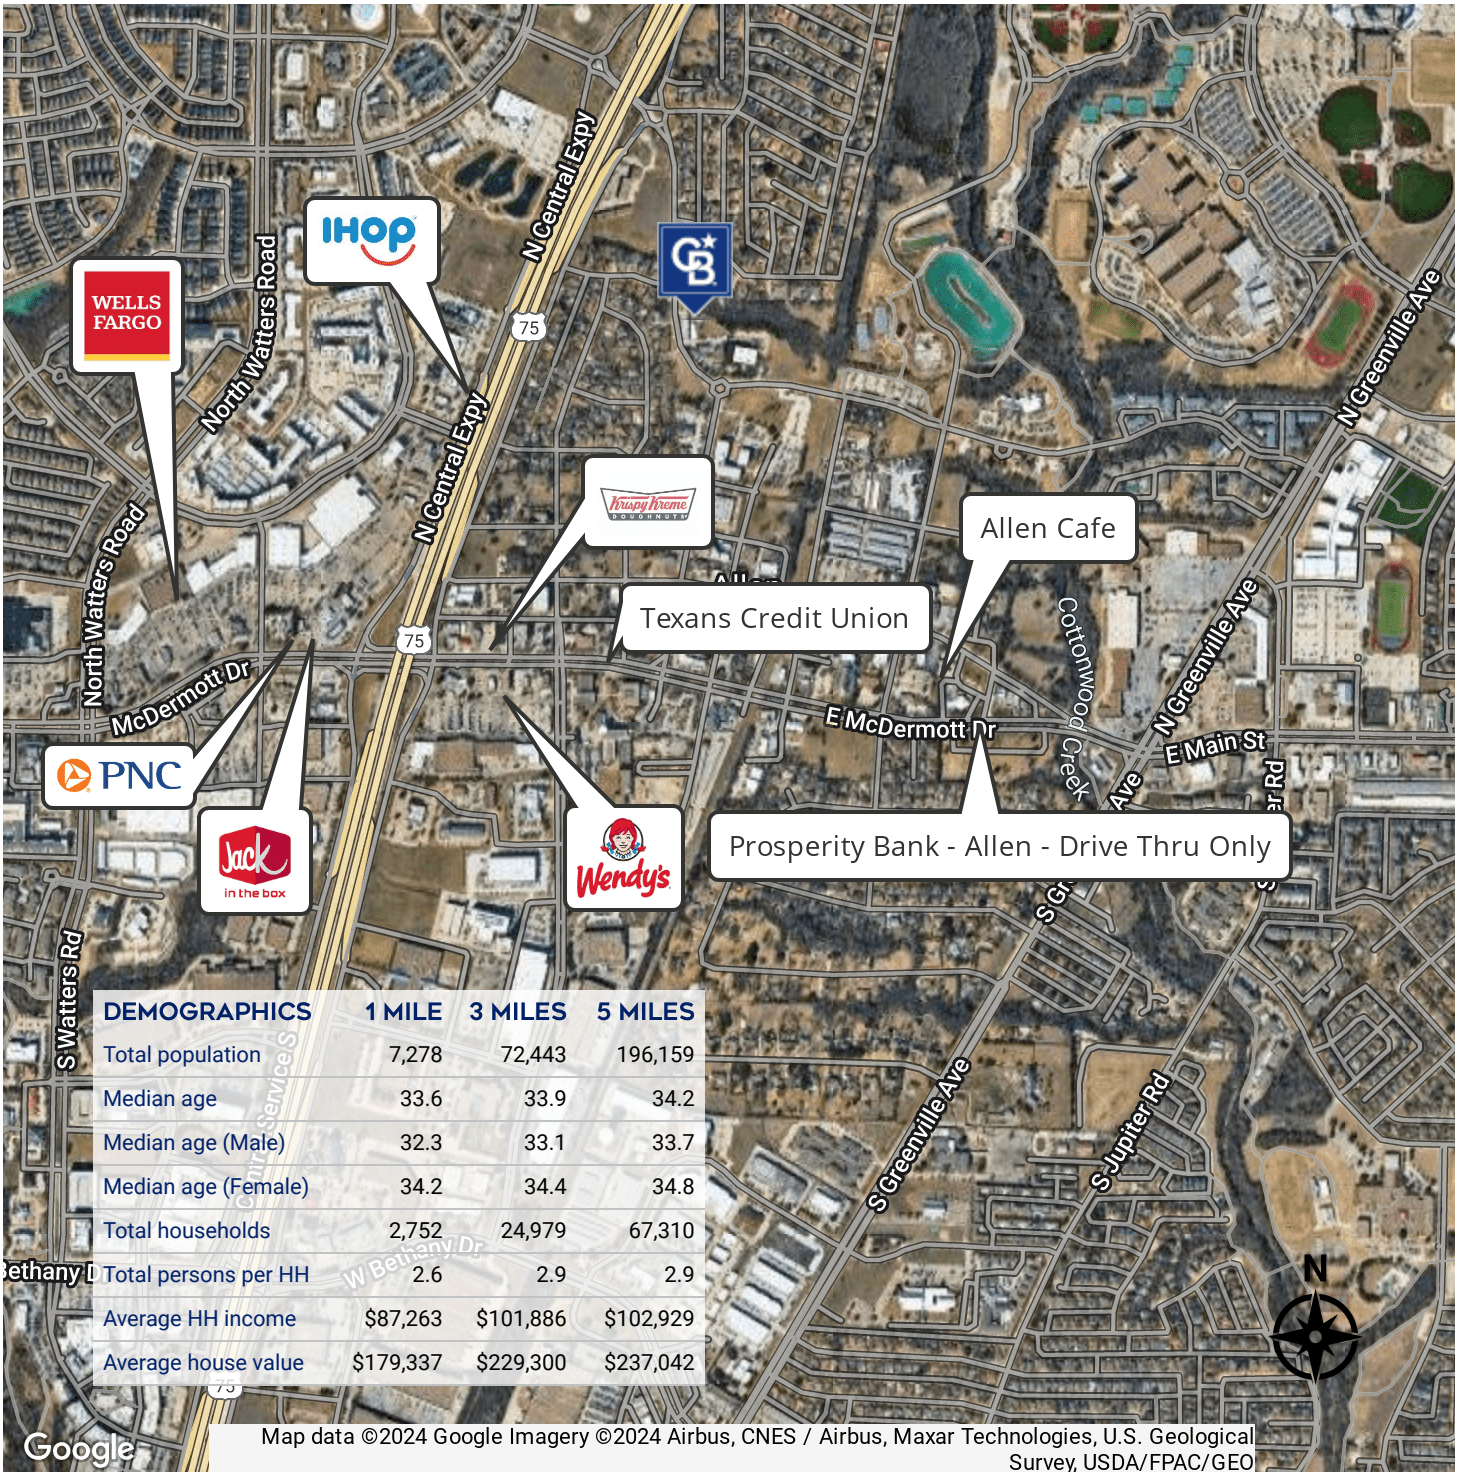 N Central Expy
IHOP
CB
WELLS
FARGO
North Watters Road
75
N Greenville Ave
N Central Expy
Krispy Kreme
DOUGHNUTS
Allen Cafe
North Watters Road
Allen
Texans Credit Union
Cottonwood Creek
N Greenville Ave
75
McDermott Dr
E McDermott Dr
E Main St
PNC
Jack
in the box
Wendy's
Ave
er Rd
Prosperity Bank - Allen - Drive Thru Only
S Gr
S
S Watters Rd
DEMOGRAPHICS 1 MILE 3 MILES 5 MILES
Total population 7,278 72,443 196,159
Median age 33.6 33.9 34.2
Median age (Male) 32.3 33.1 33.7
Median age (Female) 34.2 34.4 34.8
Total households 2,752 24,979 67,310
Total persons per HH 2.6 2.9 2.9
Average HH income $87,263 $101,886 $102,929
Average house value $179,337 $229,300 $237,042
Bethany D
W Bethany Dr
S Greenville Ave
S Jupiter Rd
N
75
Google
Map data ©2024 Google Imagery ©2024 Airbus, CNES / Airbus, Maxar Technologies, U.S. Geological
Survey, USDA/FPAC/GEO